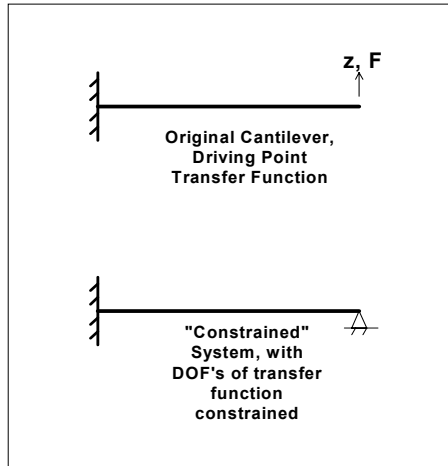 z, F
Original Cantilever,
Driving Point
Transfer Function
"Constrained"
System, with
DOF's of transfer
function
constrained